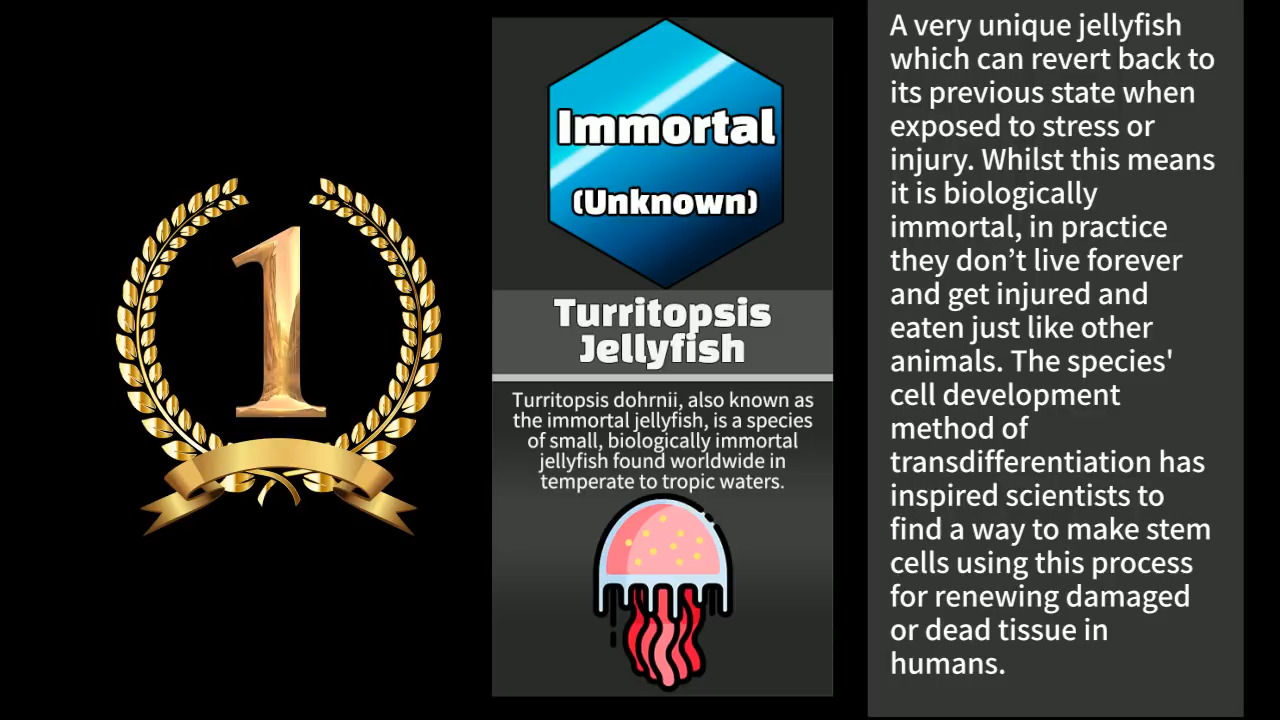 1
Immortal
(Unknown)
Turritopsis
Jellyfish
Turritopsis dohrnii, also known as
the immortal jellyfish, is a species
of small, biologically immortal
jellyfish found worldwide in
temperate to tropic waters.
A very unique jellyfish
which can revert back to
its previous state when
exposed to stress or
injury. Whilst this means
it is biologically
immortal, in practice
they don’t live forever
and get injured and
eaten just like other
animals. The species'
cell development
method of
transdifferentiation has
inspired scientists to
find a way to make stem
cells using this process
for renewing damaged
or dead tissue in
humans.